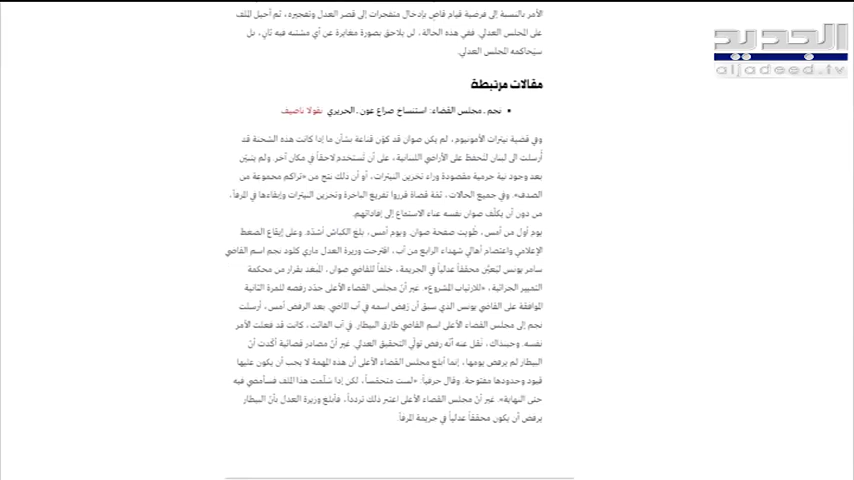 الجديد
aljadeed.tv
الأمر بالنسبة إلى فرضية قيام قاضٍ بإدخال متفجرات إلى قصر العدل وتفجيره، ثم أحيل الملف
على المجلس العدلي. ففي هذه الحالة، لن يلاحق بصورة مغايرة عن أي مشتبه فيه ثانٍ، بل
سيُحاكمه المجلس العدلي.
مقالات مرتبطة
• نجم ـ مجلس القضاء: استنساخ صراع عون ـ الحريري نقولا ناصيف
وفي قضية نيترات الأمونيوم، لم يكن صوان قد كوّن قناعة بشأن ما إذا كانت هذه الشحنة قد
أُرسلت الى لبنان لتُحفظ على الأراضي اللبنانية، على أن تُستخدم لاحقاً في مكان آخر. ولم يتبيّن
بعد وجود نية جرمية مقصودة وراء تخزين النيترات، أو أن ذلك نتج من «تراكم مجموعة من
الصدف». وفي جميع الحالات، ثمّة قضاة قرروا تفريغ الباخرة وتخزين النيترات وإبقاءها في المرفأ،
من دون أن يكلّف صوان نفسه عناء الاستماع إلى إفاداتهم.
يوم أول من أمس، طُويت صفحة صوان. ويوم أمس، بلغ الكباش أشدّه. وعلى إيقاع الضغط
الإعلامي واعتصام أهالي شهداء الرابع من آب، اقترحت وزيرة العدل ماري كلود نجم اسم القاضي
سامر يونس ليُعيَّن محققاً عدلياً في الجريمة، خلفاً للقاضي صوان، المُبعد بقرار من محكمة
التمييز الجزائية، «للارتياب المشروع». غير أنّ مجلس القضاء الأعلى جدّد رفضه للمرة الثانية
الموافقة على القاضي يونس الذي سبق أن رَفض اسمه في آب الماضي. بعد الرفض أمس، أرسلت
نجم إلى مجلس القضاء الأعلى اسم القاضي طارق البيطار. في آب الفائت، كانت قد فعلت الأمر
نفسه. وحينذاك، نُقل عنه أنّه رفض تولّي التحقيق العدلي. غير أنّ مصادر قضائية أكّدت أنّ
البيطار لم يرفض يومها، إنما أبلغ مجلس القضاء الأعلى أن هذه المهمة لا يجب أن يكون عليها
قيود وحدودها مفتوحة. وقال حرفياً: «لست متحمّساً، لكن إذا سُلّمت هذا الملف فسأمضي فيه
حتى النهاية». غير أنّ مجلس القضاء الأعلى اعتبر ذلك تردداً، فأبلغ وزيرة العدل بأنّ البيطار
يرفض أن يكون محققاً عدلياً في جريمة المرفأ.